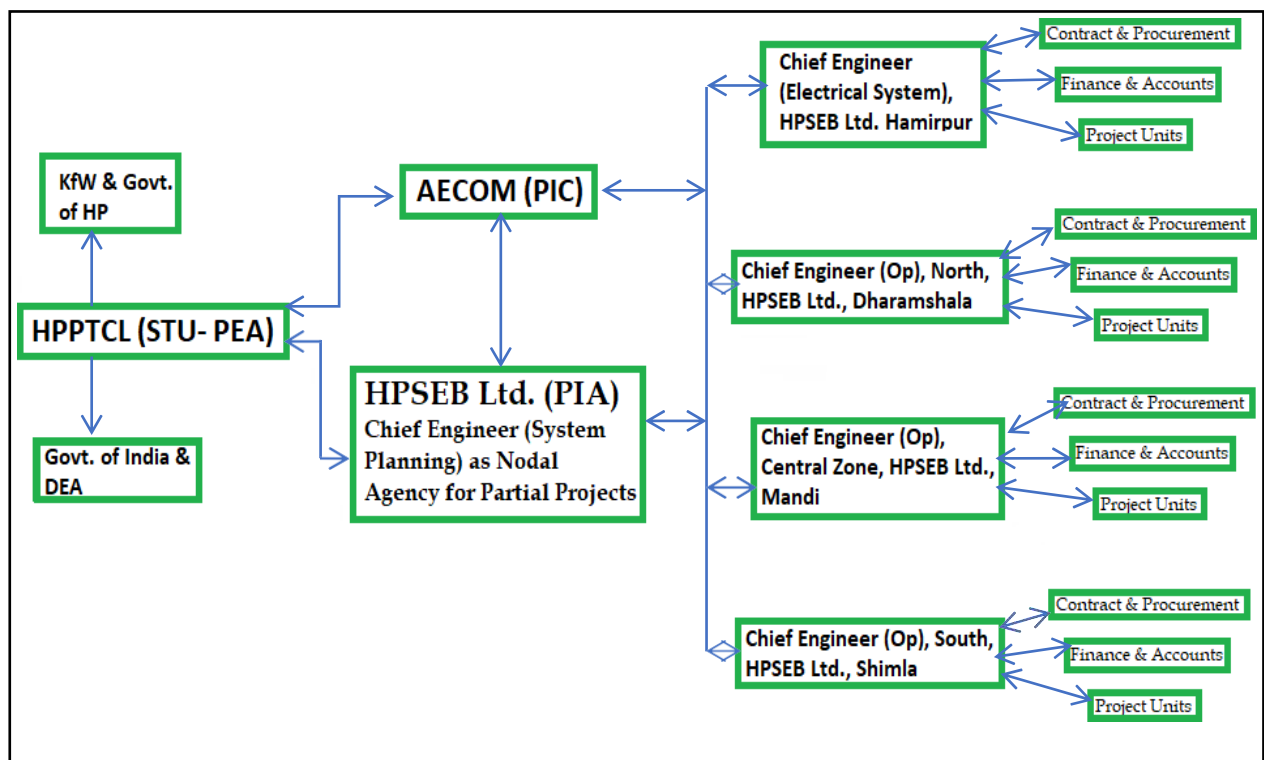 KfW & Govt.
of HP
HPPTCL (STU- PEA)
Govt. of India &
DEA
AECOM (PIC)
HPSEB Ltd. (PIA)
Chief Engineer (System
Planning) as Nodal
Agency for Partial Projects
Chief Engineer
(Electrical System),
HPSEB Ltd. Hamirpur
Contract & Procurement
Finance & Accounts
Project Units
Chief Engineer (Op), North,
HPSEB Ltd., Dharamshala
Contract & Procurement
Finance & Accounts
Project Units
Chief Engineer (Op),
Central Zone, HPSEB Ltd.,
Mandi
Contract & Procurement
Finance & Accounts
Project Units
Chief Engineer (Op), South,
HPSEB Ltd., Shimla
Contract & Procurement
Finance & Accounts
Project Units